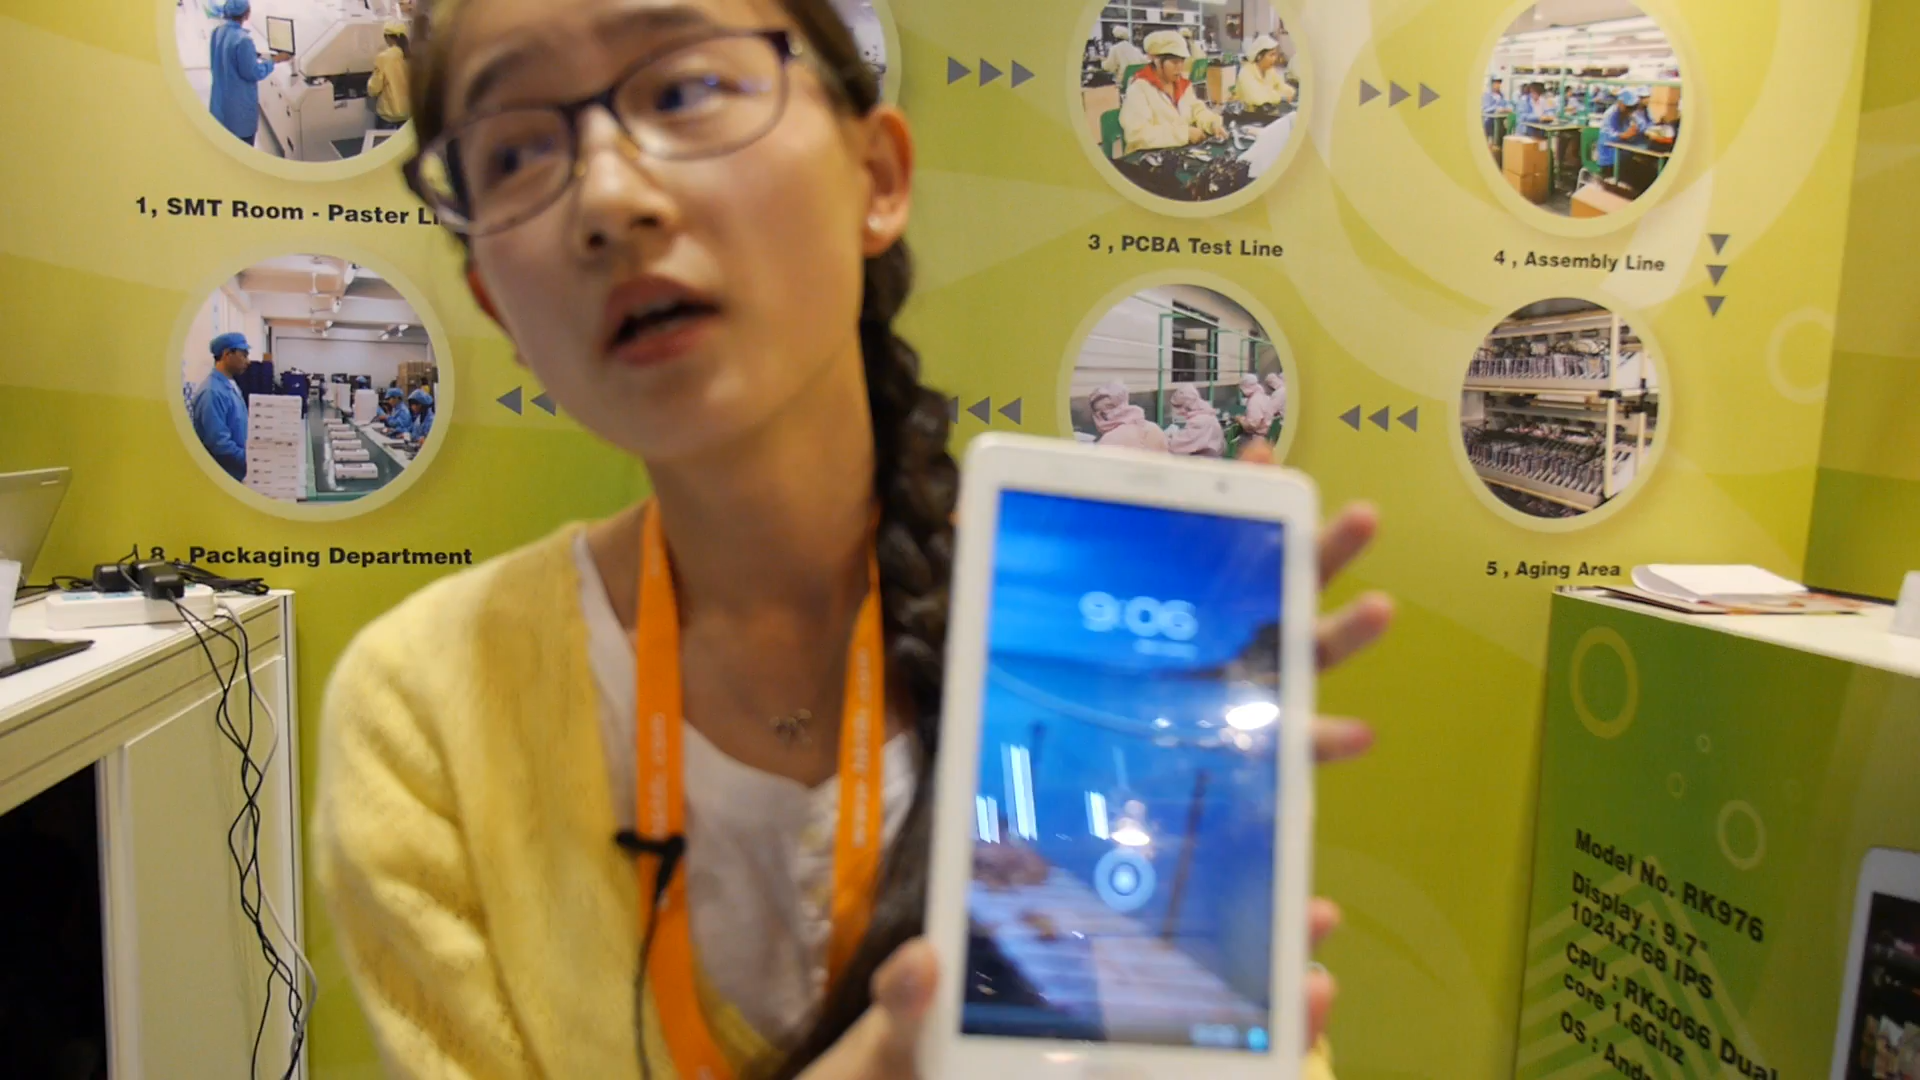 1, SMT Room - Paster
3 , PCBA Test Line
4 , Assembly Line
8 , Packaging Department
5 , Aging Area
9:06
Model No. RK976
Display : 9.7"
1024x768 IPS
CPU : RK3066 Dual
core 1.6Ghz
OS :